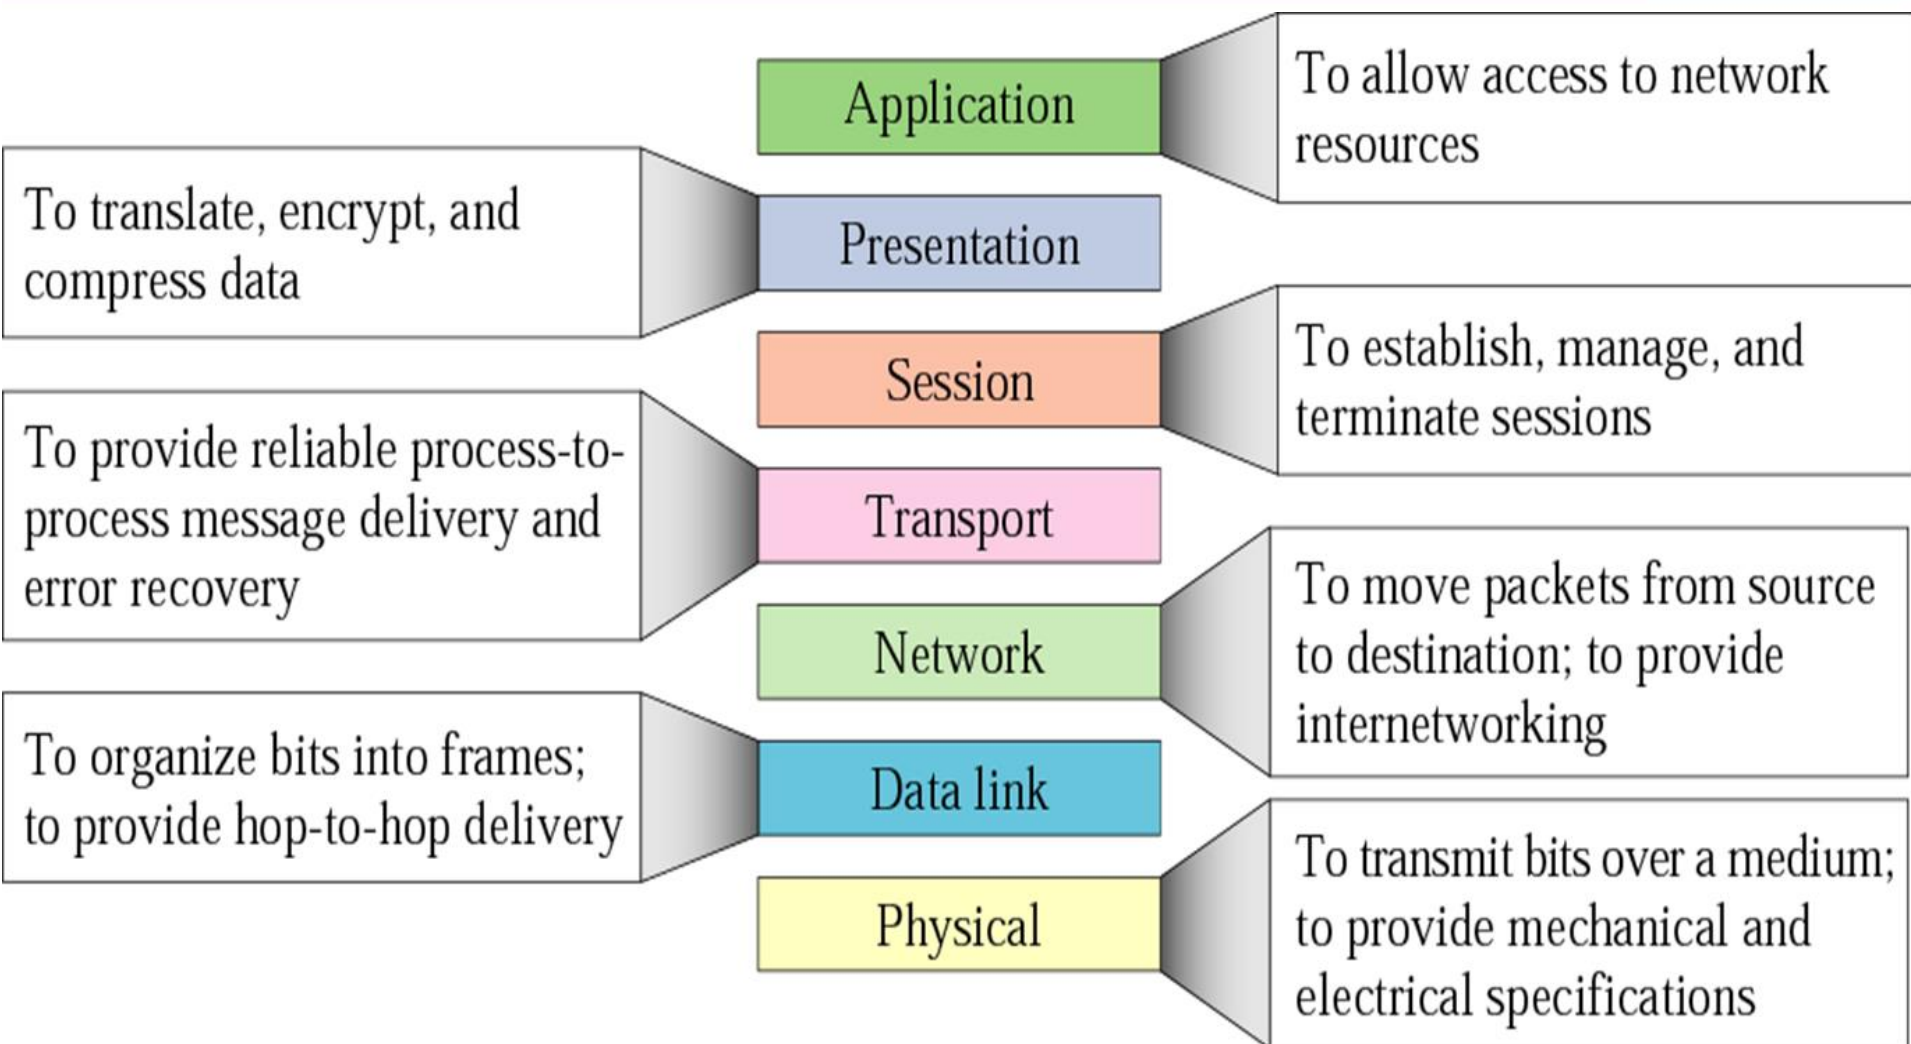 Application
To allow access to network
resources
To translate, encrypt, and
compress data
Presentation
Session
To establish, manage, and
terminate sessions
To provide reliable process-to-
process message delivery and
error recovery
Transport
Network
To move packets from source
to destination; to provide
internetworking
To organize bits into frames;
to provide hop-to-hop delivery
Data link
Physical
To transmit bits over a medium;
to provide mechanical and
electrical specifications